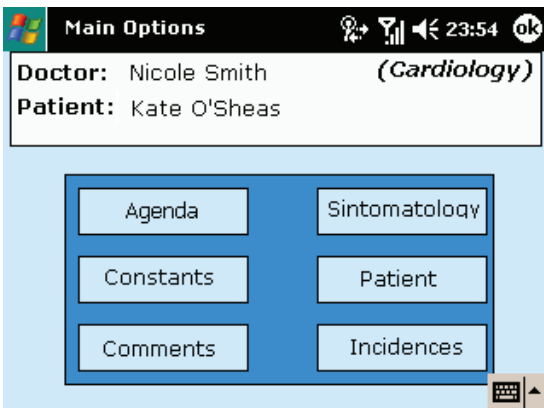 Main Options 23:54 ok
Doctor: Nicole Smith (Cardiology)
Patient: Kate O'Sheas
Agenda Sintomatology
Constants Patient
Comments Incidences